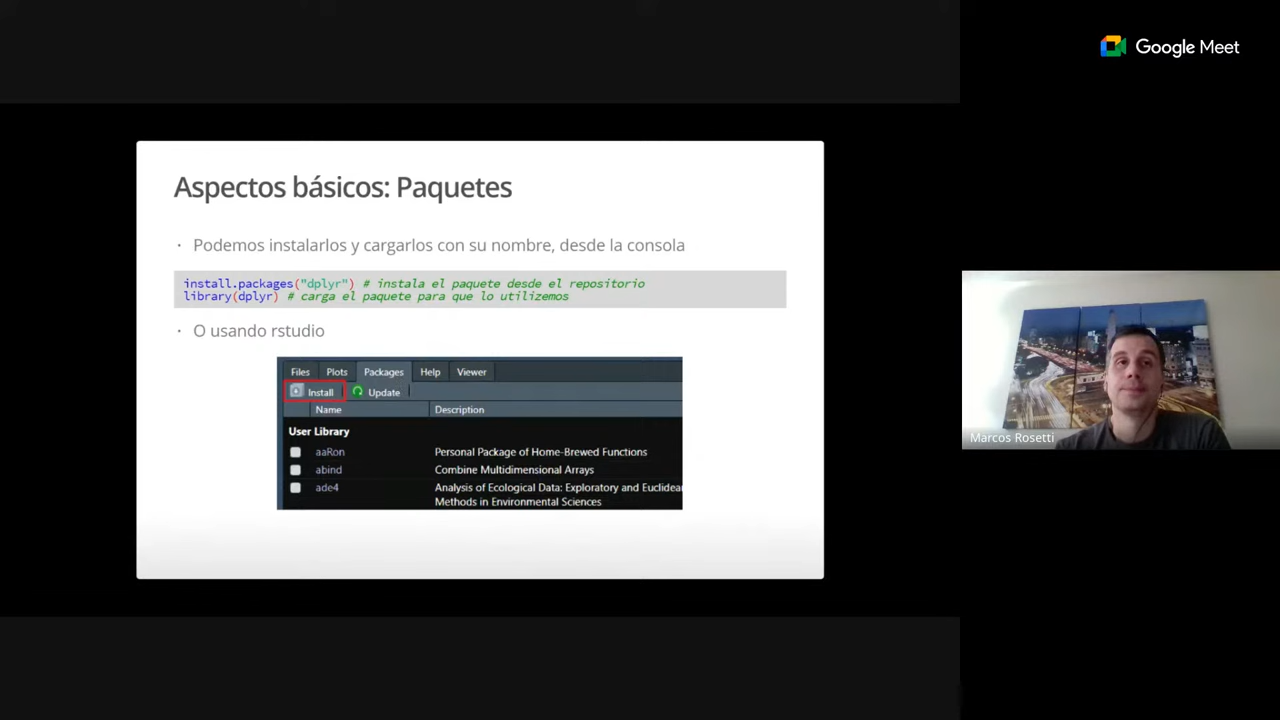 Google Meet
Aspectos básicos: Paquetes
· Podemos instalarlos y cargarlos con su nombre, desde la consola
install.packages("dplyr") # instala el paquete desde el repositorio
library(dplyr) # carga el paquete para que lo utilizemos
· O usando rstudio
Files Plots Packages Help Viewer
Install Update
Name Description
User Library
aaRon Personal Package of Home-Brewed Functions
abind Combine Multidimensional Arrays
ade4 Analysis of Ecological Data: Exploratory and Euclidean
Methods in Environmental Sciences
Marcos Rosetti